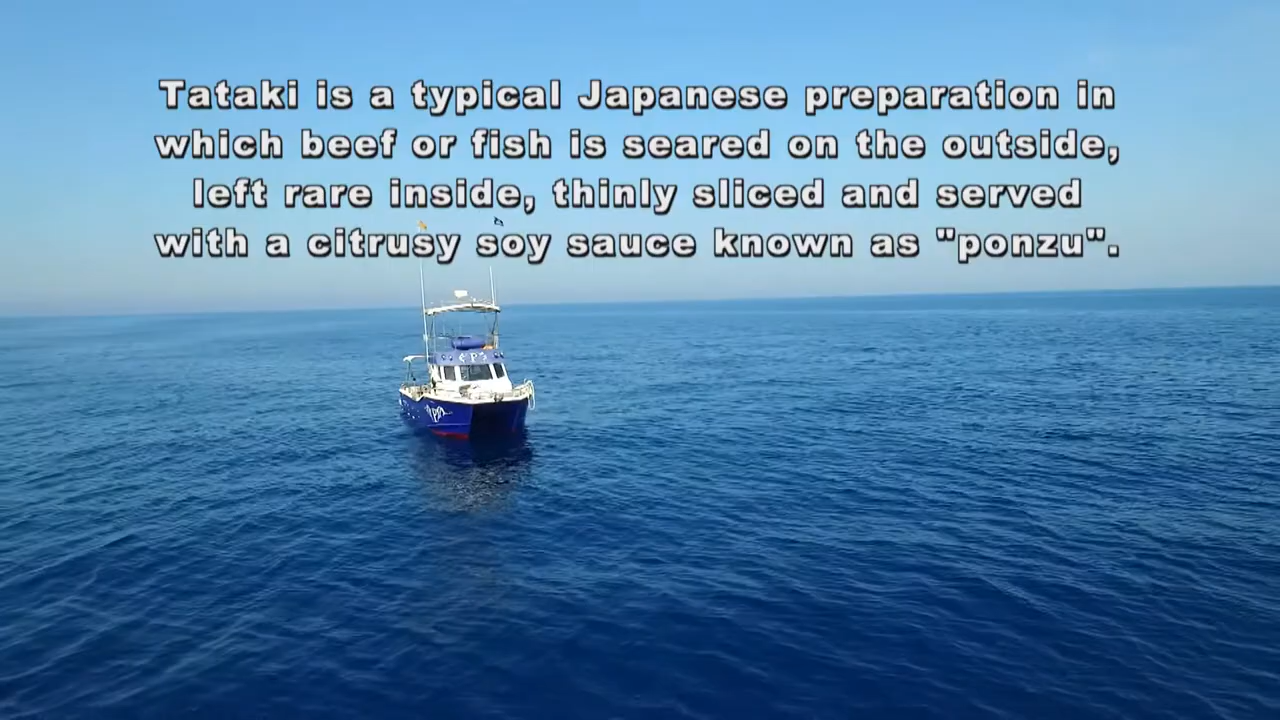 Tataki is a typical Japanese preparation in
which beef or fish is seared on the outside,
left rare inside, thinly sliced and served
with a citrusy soy sauce known as "ponzu".